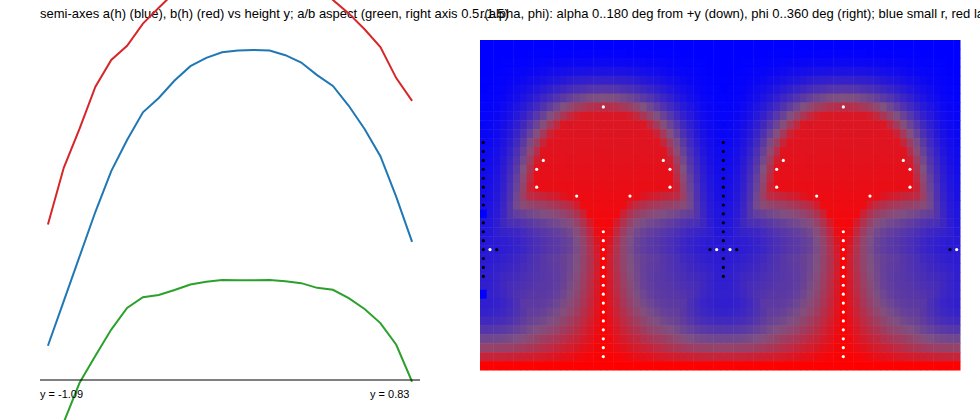 semi-axes a(h) (blue), b(h) (red) vs height y; a/b aspect (green, right axis 0.5..1.5)
r(alpha, phi): alpha 0..180 deg from +y (down), phi 0..360 deg (right); blue small r, red la
y = -1.09
y = 0.83